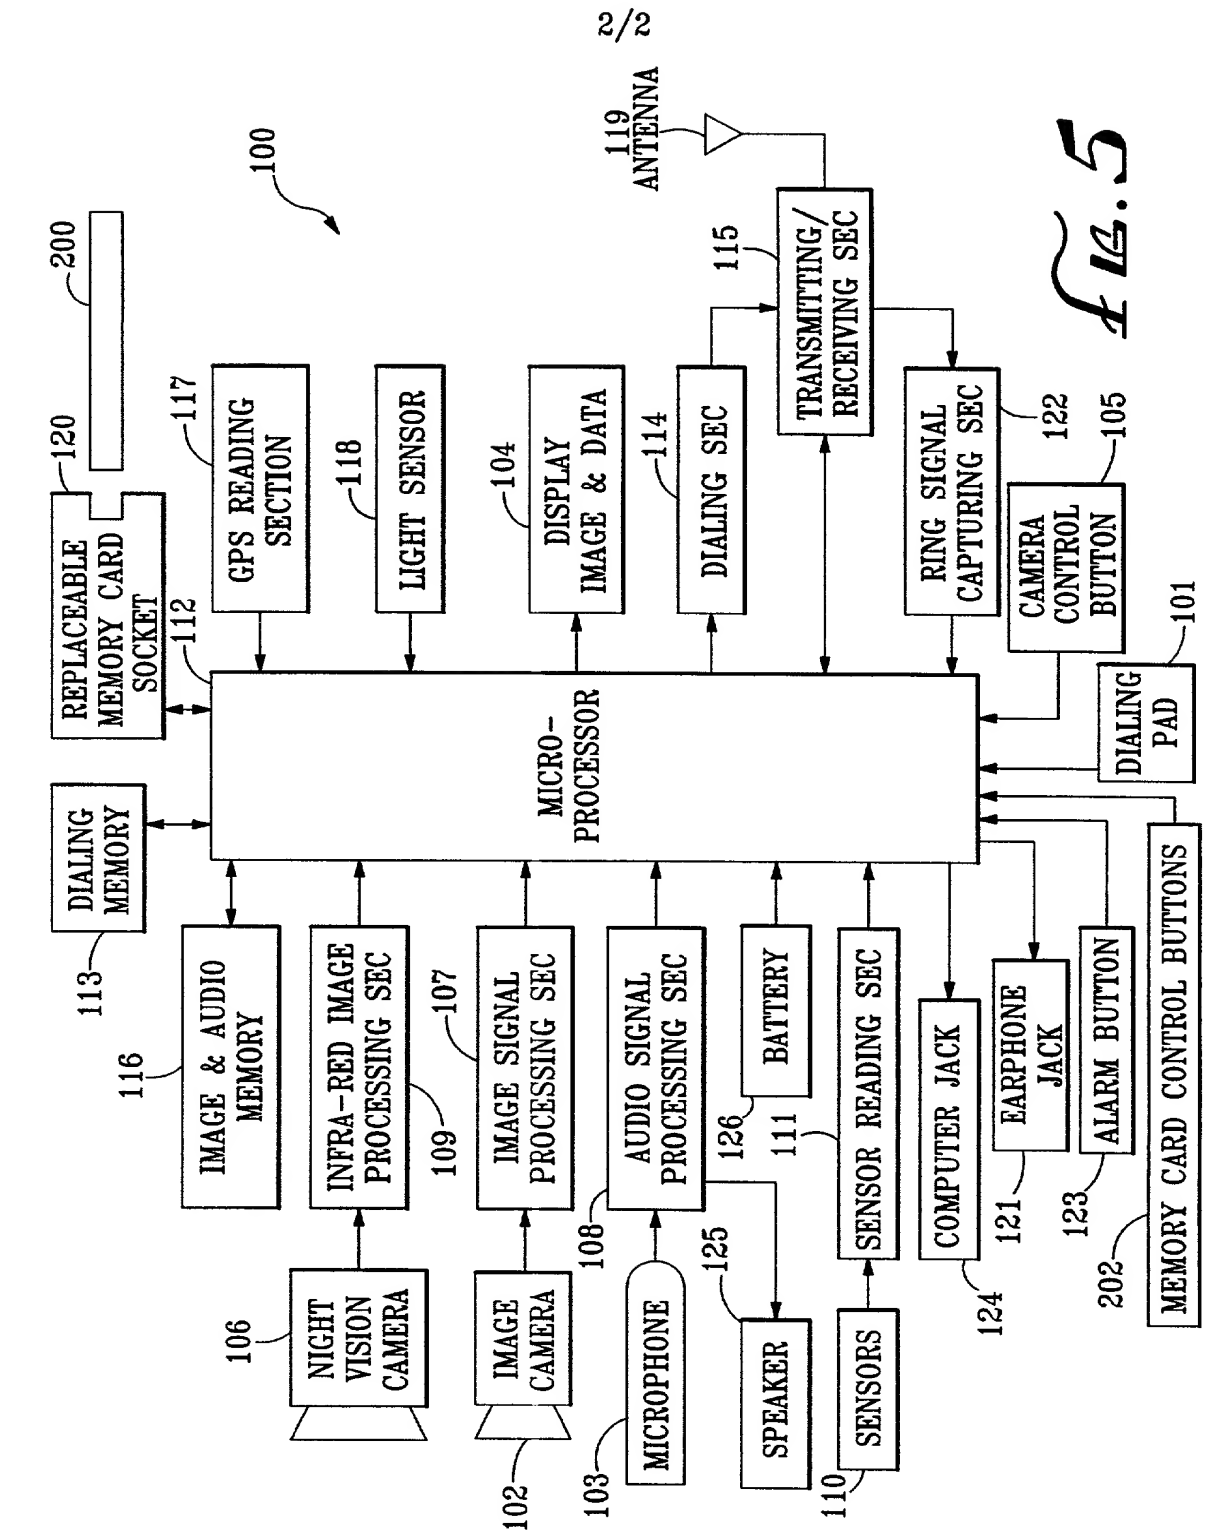 2/2
100
200
120
REPLACEABLE
MEMORY CARD
SOCKET
112
117
GPS READING
SECTION
118
LIGHT SENSOR
104
DISPLAY
IMAGE & DATA
114
DIALING SEC
115
TRANSMITTING/
RECEIVING SEC
119
ANTENNA
RING SIGNAL
CAPTURING SEC
122
CAMERA
CONTROL
BUTTON
105
DIALING
PAD
101
MICRO-
PROCESSOR
DIALING
MEMORY
113
116
IMAGE & AUDIO
MEMORY
INFRA-RED IMAGE
PROCESSING SEC
109
107
IMAGE SIGNAL
PROCESSING SEC
AUDIO SIGNAL
PROCESSING SEC
108
BATTERY
126
111
SENSOR READING SEC
COMPUTER JACK
124
EARPHONE
JACK
121
ALARM BUTTON
123
MEMORY CARD CONTROL BUTTONS
202
106
NIGHT
VISION
CAMERA
IMAGE
CAMERA
102
MICROPHONE
103
125
SPEAKER
SENSORS
110
FIG. 5